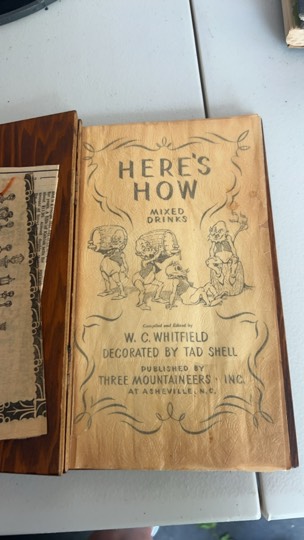 HERE'S
HOW
MIXED
DRINKS
Compiled and Edited by
W. C. WHITFIELD
DECORATED BY TAD SHELL
PUBLISHED BY
THREE MOUNTAINEERS - INC.
AT ASHEVILLE, N.C.